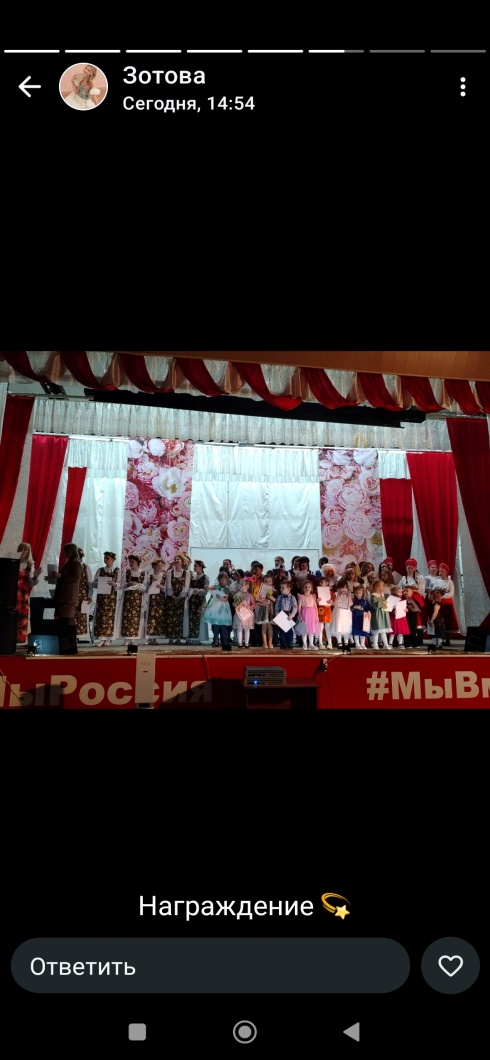 Зотова
Сегодня, 14:54
ыРоссия
#МыВм
Награждение 💫
Ответить